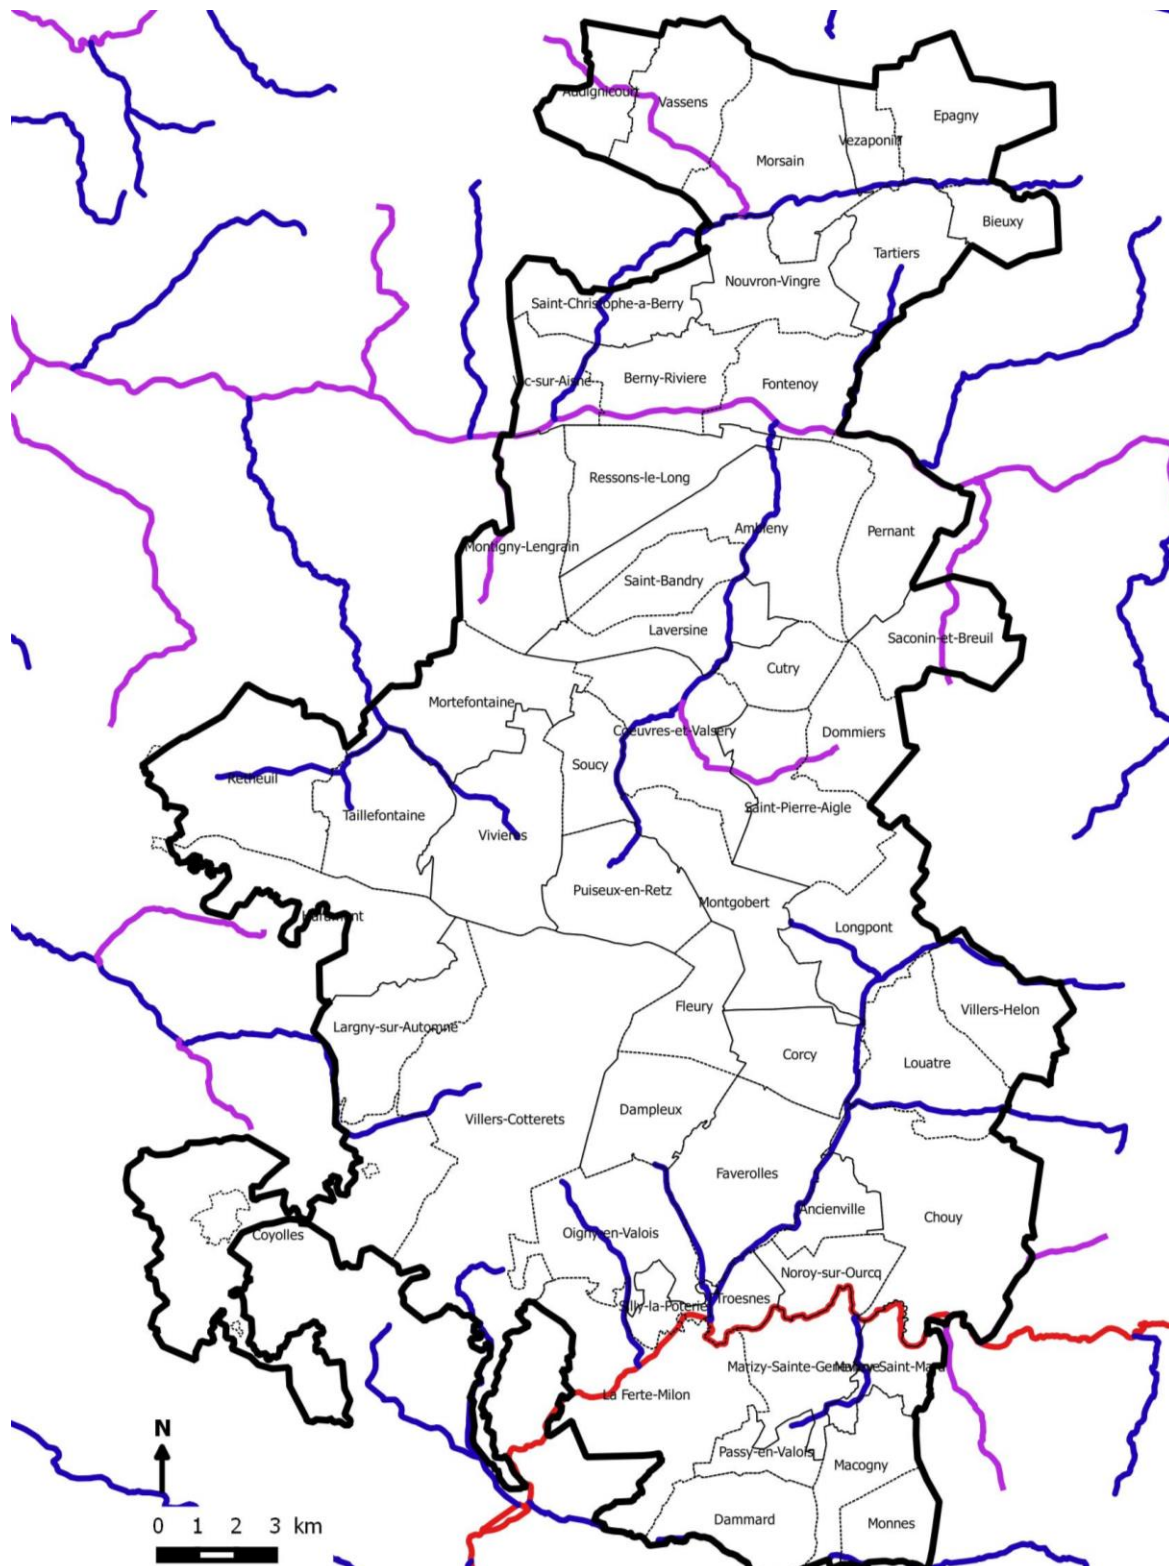 Audignicourt
Vassens
Epagny
Vezaponin
Morsain
Bieuxy
Tartiers
Nouvron-Vingre
Saint-Christophe-a-Berry
Vic-sur-Aisne
Berny-Riviere
Fontenoy
Ressons-le-Long
Ambleny
Pernant
Montigny-Lengrain
Saint-Bandry
Laversine
Saconin-et-Breuil
Cutry
Mortefontaine
Coeuvres-et-Valsery
Dommiers
Soucy
Retheuil
Taillefontaine
Saint-Pierre-Aigle
Vivieres
Puiseux-en-Retz
Montgobert
Haramont
Longpont
Fleury
Villers-Helon
Largny-sur-Automne
Corcy
Louatre
Dampleux
Villers-Cotterets
Faverolles
Ancienville
Chouy
Oigny-en-Valois
Coyolles
Noroy-sur-Ourcq
Silly-la-Poterie
Troesnes
Marizy-Sainte-Genevieve
Marizy-Saint-Mard
La Ferte-Milon
N
Passy-en-Valois
Macogny
Dammard
Monnes
0 1 2 3 km